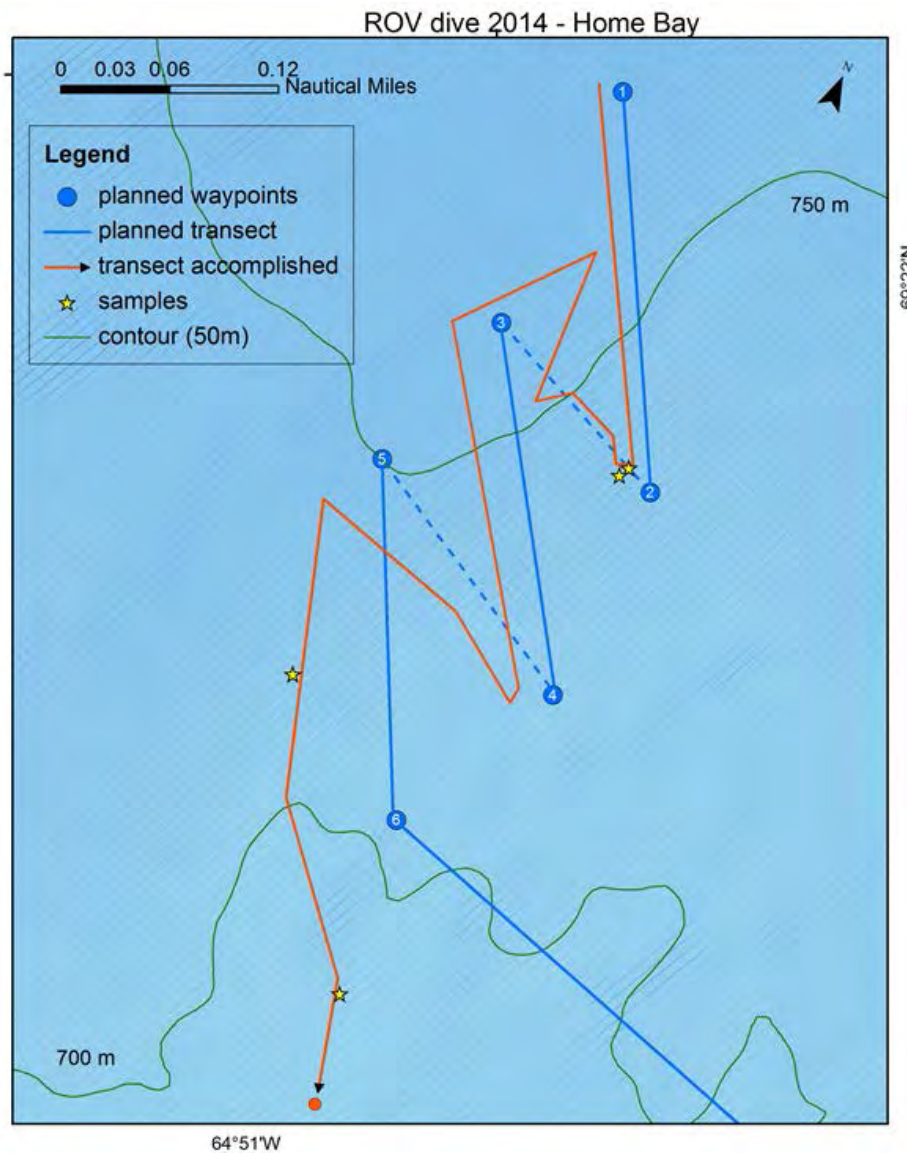 ROV dive 2014 - Home Bay
0 0.03 0.06 0.12
Nautical Miles
N
Legend
planned waypoints
planned transect
transect accomplished
samples
contour (50m)
1
750 m
3
5
2
4
6
700 m
64°51'W